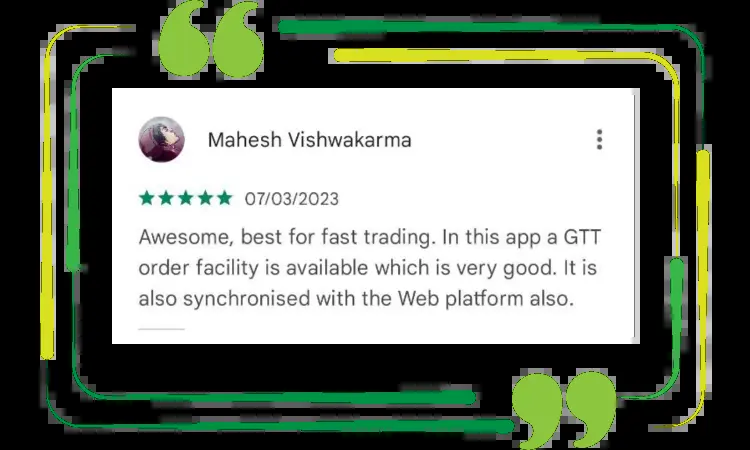 Mahesh Vishwakarma
07/03/2023
Awesome, best for fast trading. In this app a GTT
order facility is available which is very good. It is
also synchronised with the Web platform also.